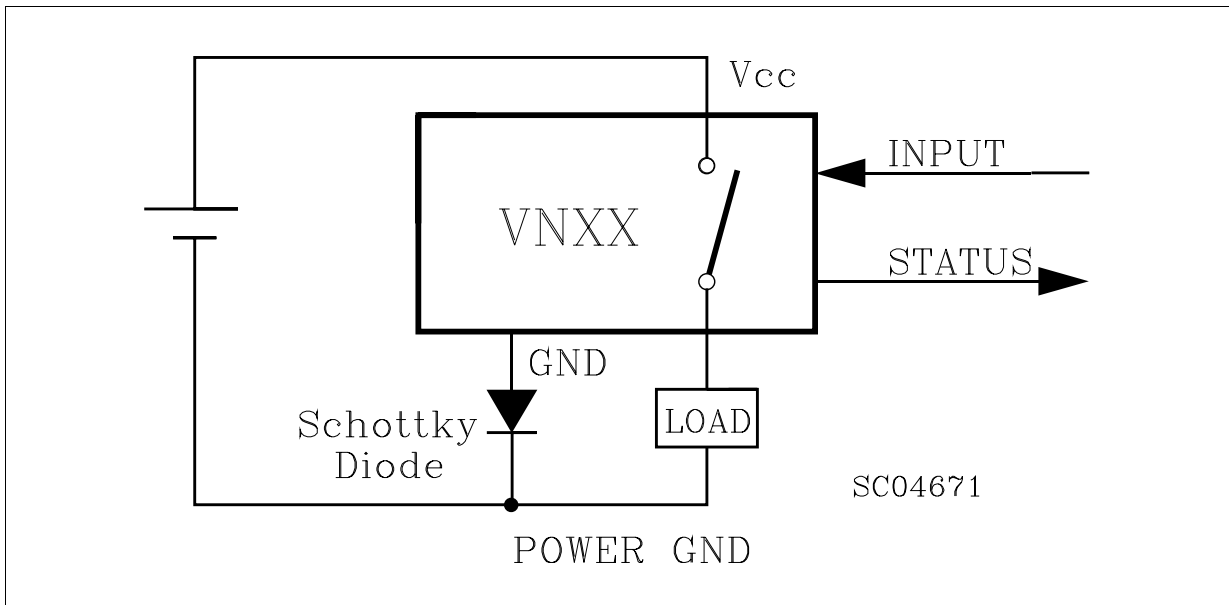 Vcc
INPUT
VNXX
STATUS
GND
Schottky
Diode
LOAD
SC04671
POWER GND